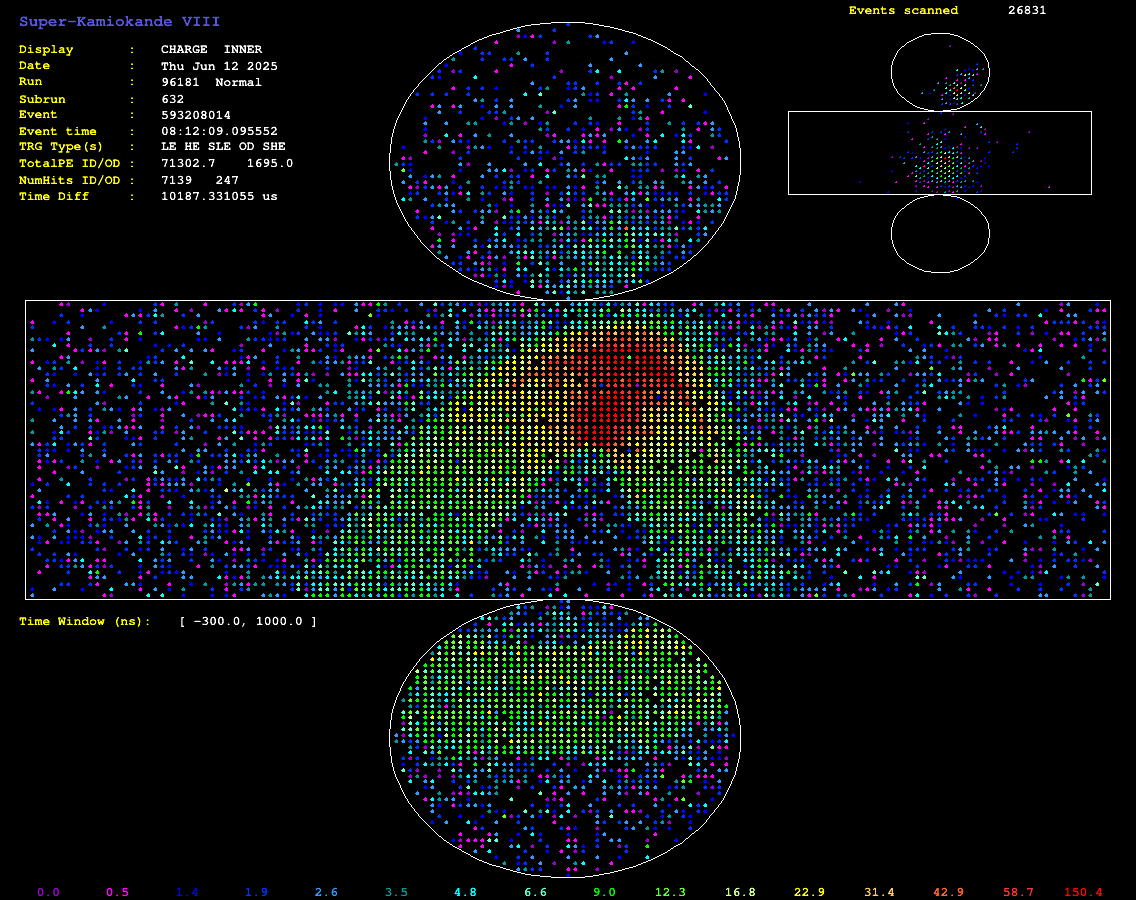 Super-Kamiokande VIII
Display : CHARGE INNER
Date : Thu Jun 12 2025
Run : 96181 Normal
Subrun : 632
Event : 593208014
Event time : 08:12:09.095552
TRG Type(s) : LE HE SLE OD SHE
TotalPE ID/OD : 71302.7 1695.0
NumHits ID/OD : 7139 247
Time Diff : 10187.331055 us
Events scanned 26831
Time Window (ns): [ -300.0, 1000.0 ]
0.0 0.5 1.4 1.9 2.6 3.5 4.8 6.6 9.0 12.3 16.8 22.9 31.4 42.9 58.7 150.4